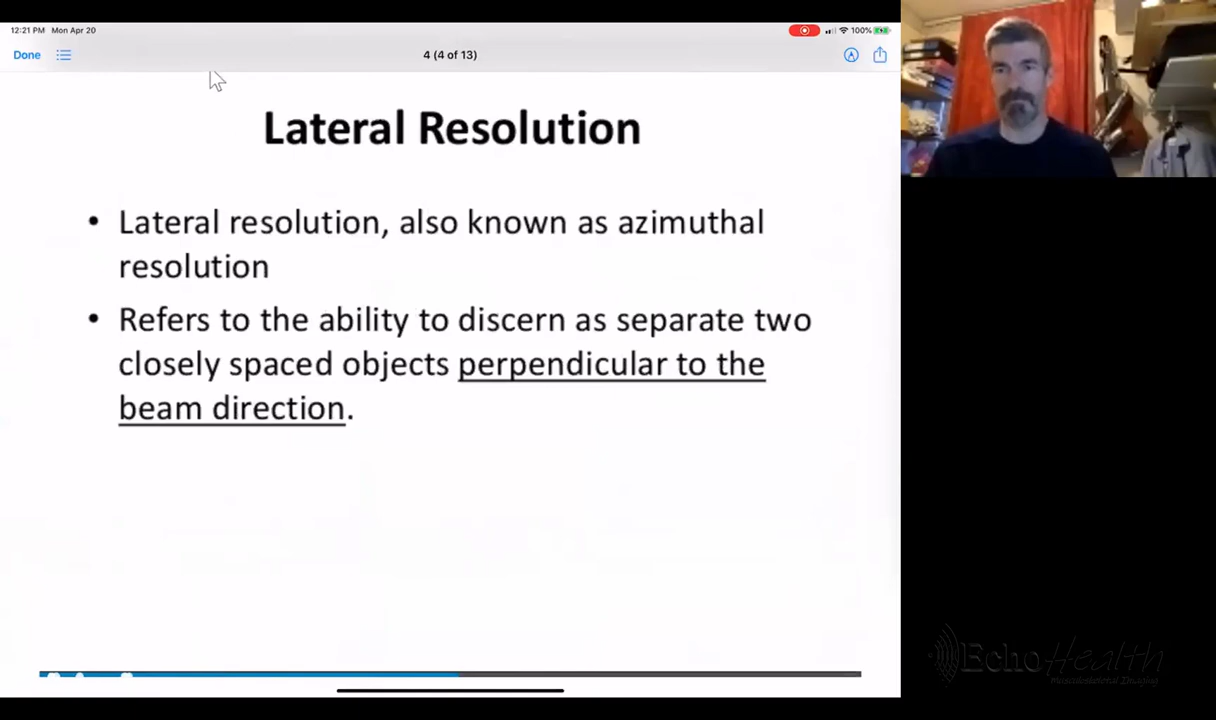 12:21 PM Mon Apr 20
100%
Done
4 (4 of 13)
Lateral Resolution
• Lateral resolution, also known as azimuthal
resolution
• Refers to the ability to discern as separate two
closely spaced objects perpendicular to the
beam direction.
EchoHealth
Musculoskeletal Imaging